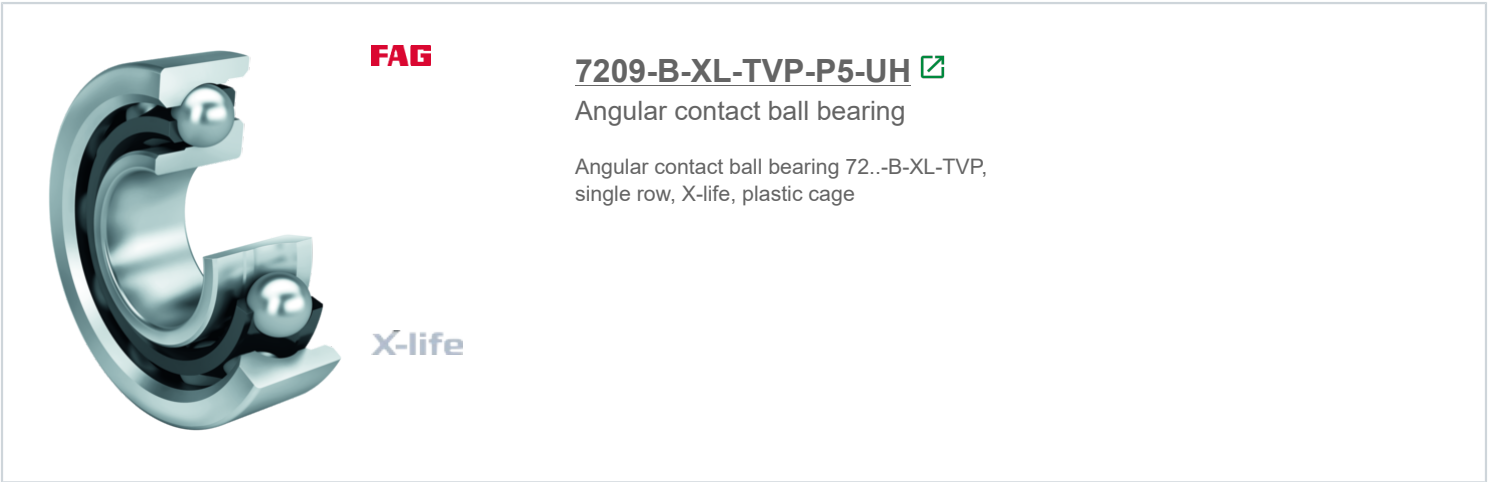 FAG
7209-B-XL-TVP-P5-UH
Angular contact ball bearing
Angular contact ball bearing 72..-B-XL-TVP,
single row, X-life, plastic cage
X-life